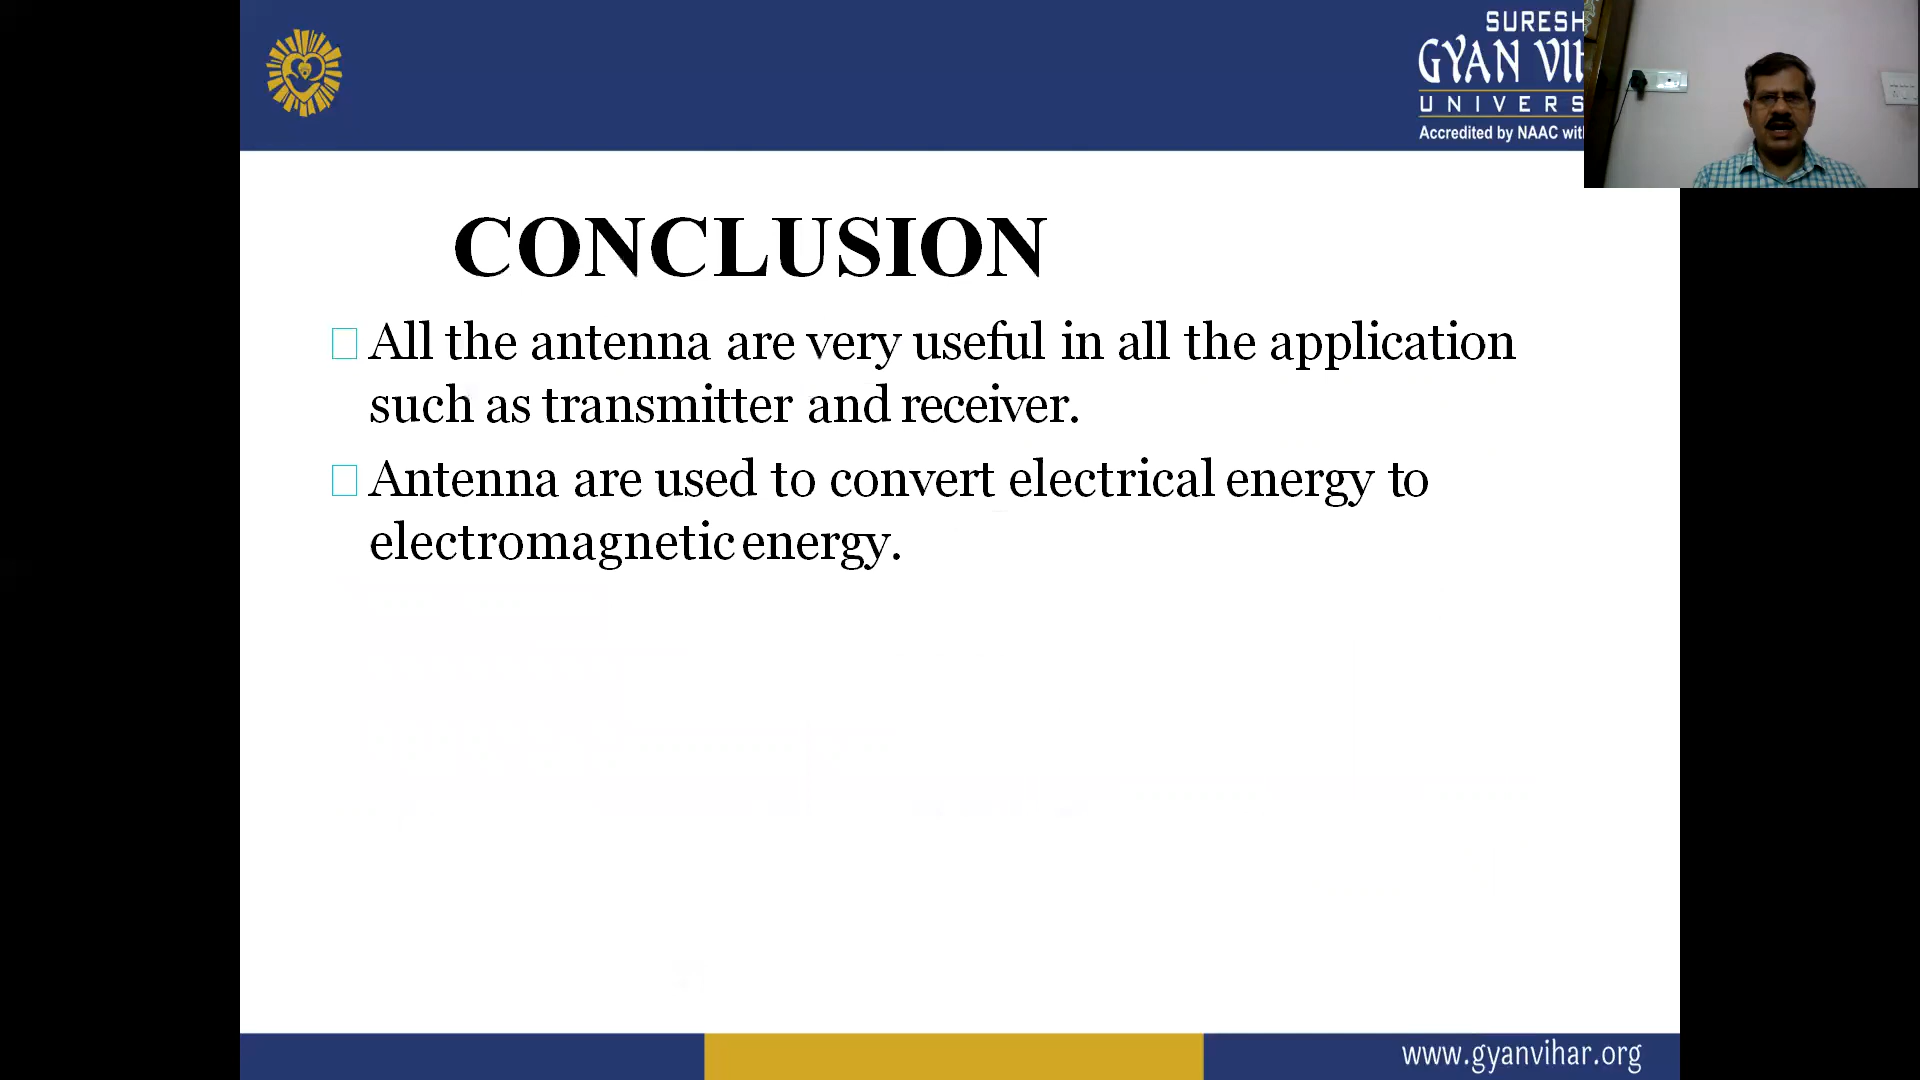 SURESH
GYAN VIH
UNIVERS
Accredited by NAAC with
CONCLUSION
All the antenna are very useful in all the application
such as transmitter and receiver.
Antenna are used to convert electrical energy to
electromagnetic energy.
www.gyanvihar.org